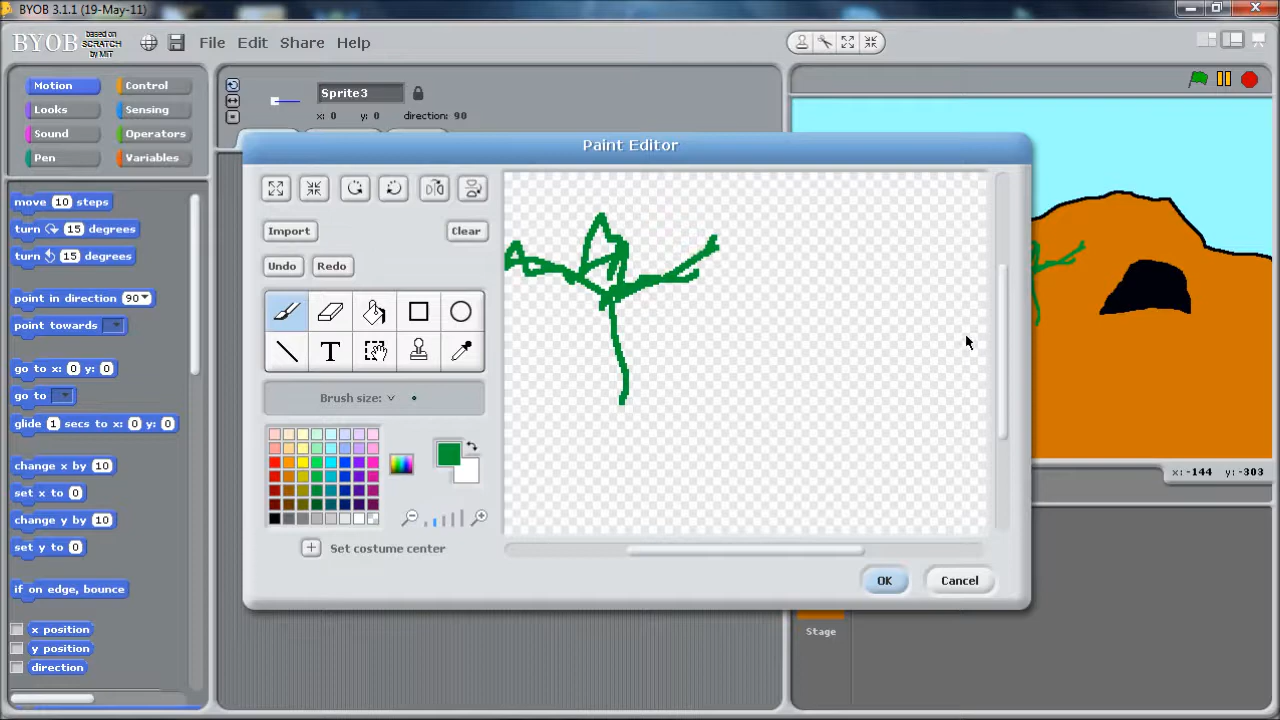 BYOB 3.1.1 (19-May-11)
BYOB based on SCRATCH by MIT File Edit Share Help
Motion Control
Looks Sensing
Sound Operators
Pen Variables
Sprite3
x: 0 y: 0 direction: 90
Paint Editor
Import Clear
Undo Redo
T
Brush size:
Set costume center
OK Cancel
move 10 steps
turn 15 degrees
turn 15 degrees
point in direction 90
point towards
go to x: 0 y: 0
go to
glide 1 secs to x: 0 y: 0
change x by 10
set x to 0
change y by 10
set y to 0
if on edge, bounce
x position
y position
direction
x: -144 y: -303
Stage